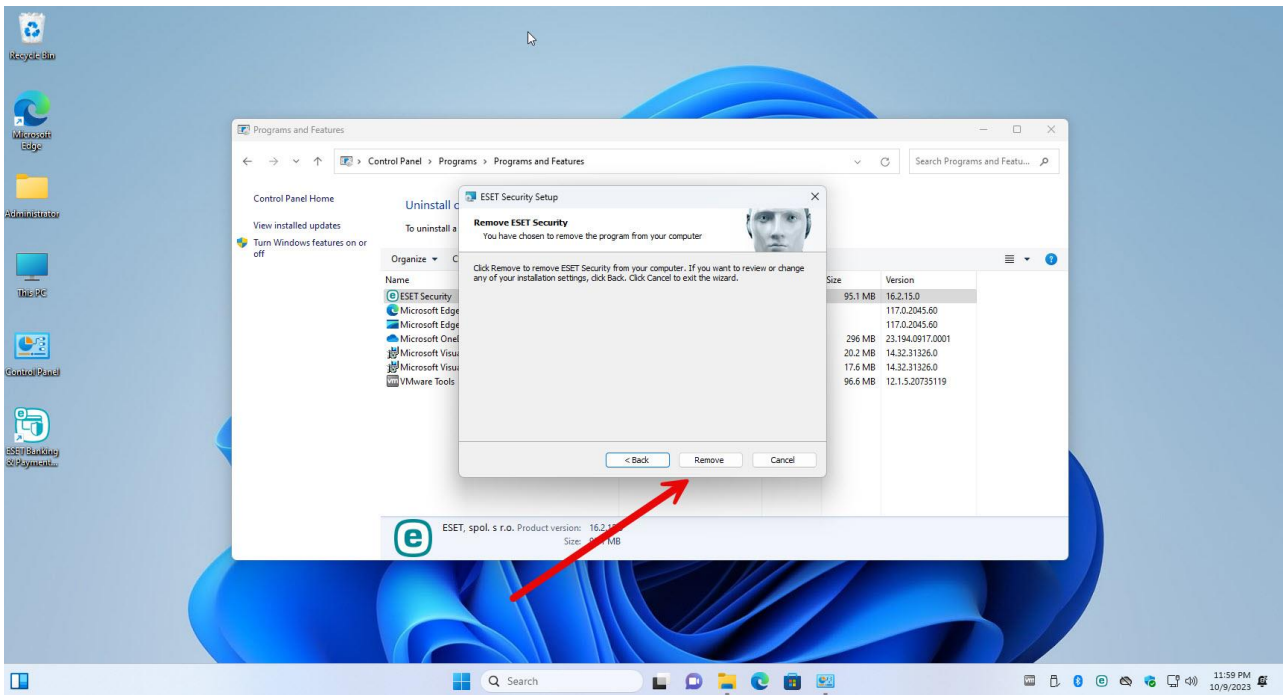 Recycle Bin
Microsoft
Edge
Administrator
This PC
Control Panel
ESET Banking
& Payment...
Programs and Features
Control Panel > Programs > Programs and Features
Search Programs and Featu...
Control Panel Home
View installed updates
Turn Windows features on or
off
Uninstall
To uninstall a
Organize
Name
Size
Version
ESET Security
95.1 MB
16.2.15.0
Microsoft Edge
117.0.2045.60
Microsoft Edge
117.0.2045.60
Microsoft One
296 MB
23.194.0917.0001
Microsoft Visu
20.2 MB
14.32.31326.0
Microsoft Visu
17.6 MB
14.32.31326.0
VMware Tools
96.6 MB
12.1.5.20735119
ESET Security Setup
Remove ESET Security
You have chosen to remove the program from your computer
Click Remove to remove ESET Security from your computer. If you want to review or change
any of your installation settings, click Back. Click Cancel to exit the wizard.
< Back
Remove
Cancel
ESET, spol. s r.o. Product version: 16.2.15
Size: MB
Search
11:59 PM
10/9/2023